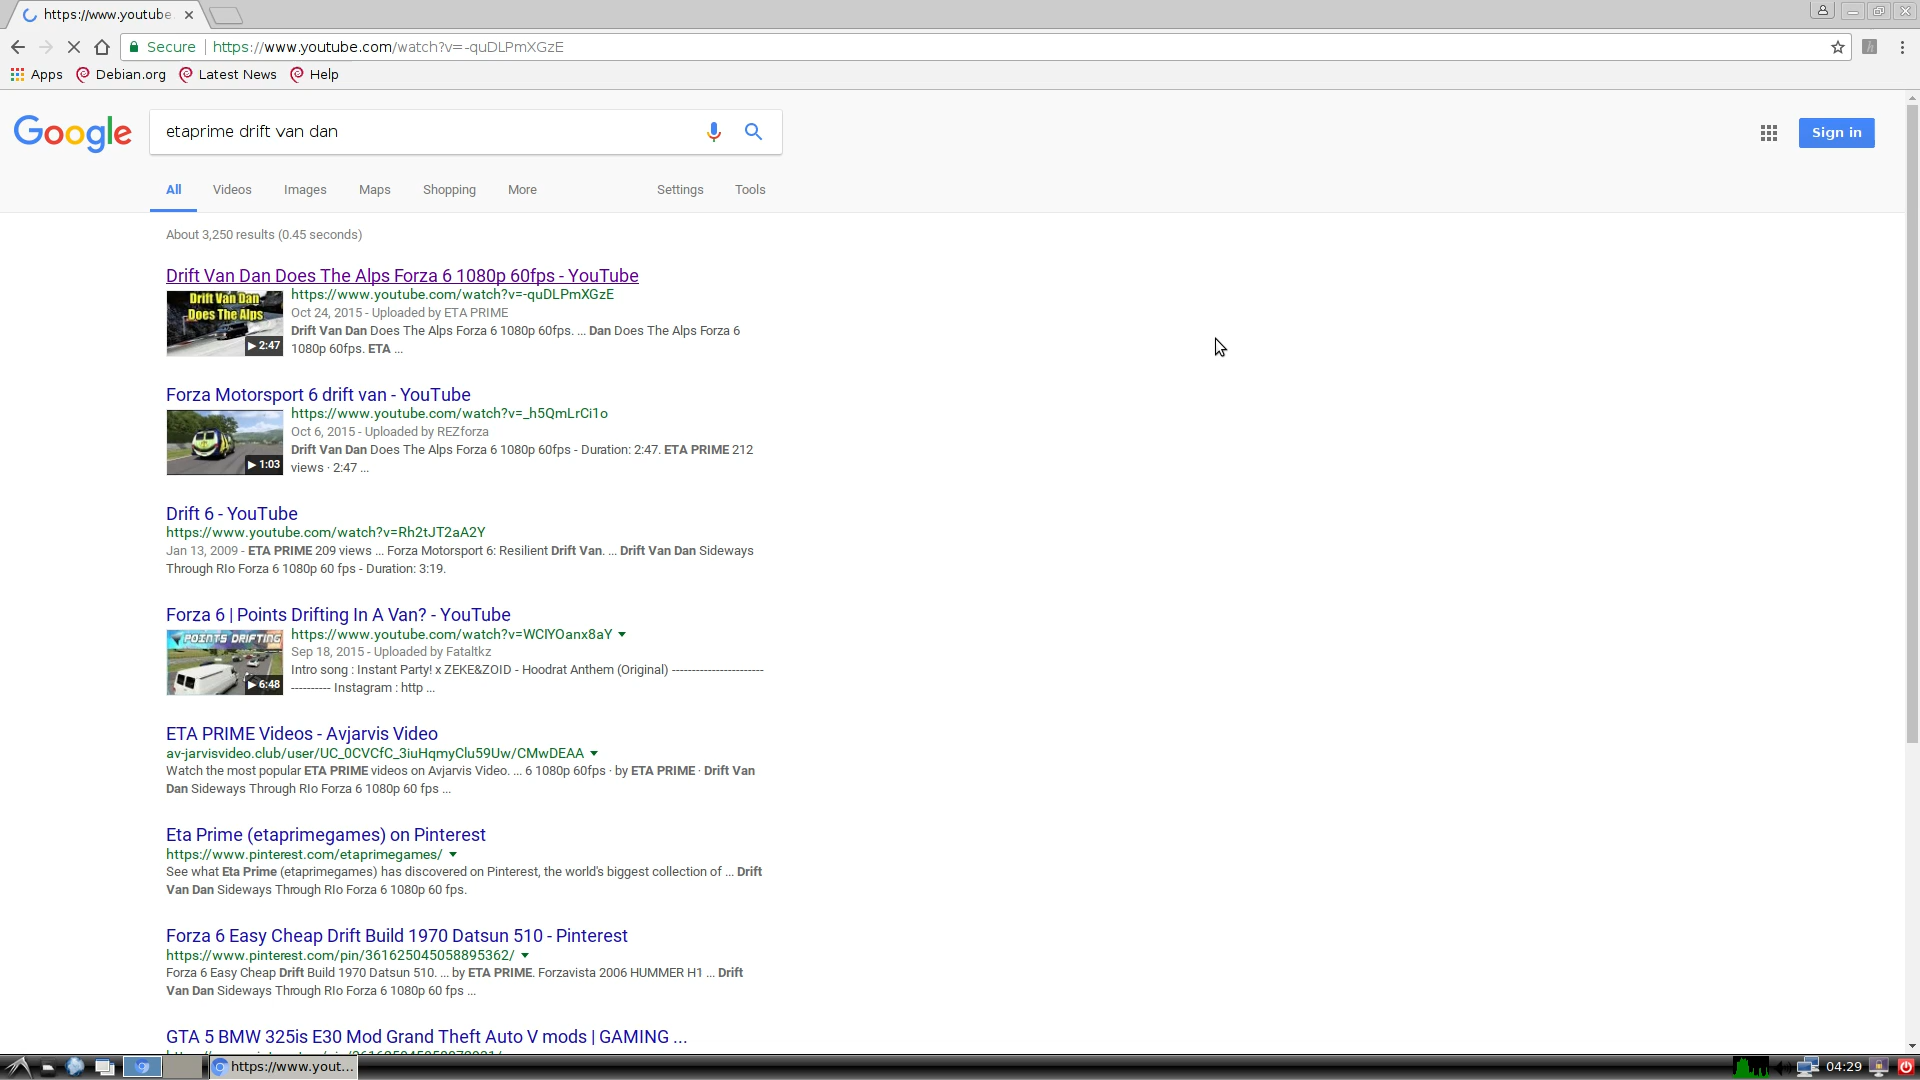 https://www.youtube
Secure
https://www.youtube.com/watch?v=-quDLPmXGzE
Apps
Debian.org
Latest News
Help
Google
etaprime drift van dan
Sign in
All
Videos
Images
Maps
Shopping
More
Settings
Tools
About 3,250 results (0.45 seconds)
Drift Van Dan Does The Alps Forza 6 1080p 60fps - YouTube
Drift Van Dan
Does The Alps
2:47
https://www.youtube.com/watch?v=-quDLPmXGzE
Oct 24, 2015 - Uploaded by ETA PRIME
Drift Van Dan Does The Alps Forza 6 1080p 60fps. ... Dan Does The Alps Forza 6
1080p 60fps. ETA ...
Forza Motorsport 6 drift van - YouTube
1:03
https://www.youtube.com/watch?v=_h5QmLrCi1o
Oct 6, 2015 - Uploaded by REZforza
Drift Van Dan Does The Alps Forza 6 1080p 60fps - Duration: 2:47. ETA PRIME 212
views · 2:47 ...
Drift 6 - YouTube
https://www.youtube.com/watch?v=Rh2tJT2aA2Y
Jan 13, 2009 - ETA PRIME 209 views ... Forza Motorsport 6: Resilient Drift Van. ... Drift Van Dan Sideways
Through RIo Forza 6 1080p 60 fps - Duration: 3:19.
Forza 6 | Points Drifting In A Van? - YouTube
POINTS DRIFTING
6:48
https://www.youtube.com/watch?v=WClYOanx8aY
Sep 18, 2015 - Uploaded by Fataltkz
Intro song : Instant Party! x ZEKE&ZOID - Hoodrat Anthem (Original) -----------------------
---------- Instagram : http ...
ETA PRIME Videos - Avjarvis Video
av-jarvisvideo.club/user/UC_0CVCfC_3iuHqmyClu59Uw/CMwDEAA
Watch the most popular ETA PRIME videos on Avjarvis Video. ... 6 1080p 60fps · by ETA PRIME · Drift Van
Dan Sideways Through RIo Forza 6 1080p 60 fps ...
Eta Prime (etaprimegames) on Pinterest
https://www.pinterest.com/etaprimegames/
See what Eta Prime (etaprimegames) has discovered on Pinterest, the world's biggest collection of ... Drift
Van Dan Sideways Through RIo Forza 6 1080p 60 fps.
Forza 6 Easy Cheap Drift Build 1970 Datsun 510 - Pinterest
https://www.pinterest.com/pin/361625045058895362/
Forza 6 Easy Cheap Drift Build 1970 Datsun 510. ... by ETA PRIME. Forzavista 2006 HUMMER H1 ... Drift
Van Dan Sideways Through RIo Forza 6 1080p 60 fps ...
GTA 5 BMW 325is E30 Mod Grand Theft Auto V mods | GAMING ...
https://www.yout...
04:29